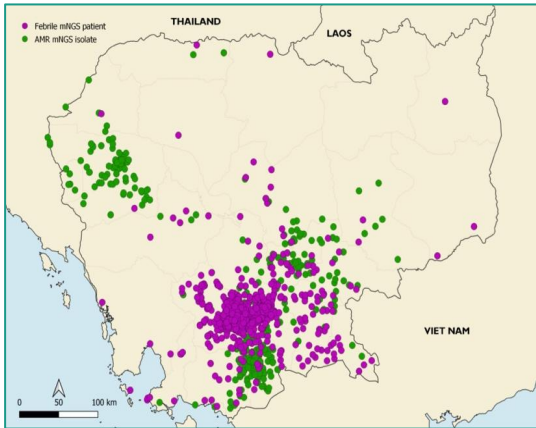 THAILAND
LAOS
Febrile mNGS patient
AMR mNGS isolate
VIET NAM
0 50 100 km